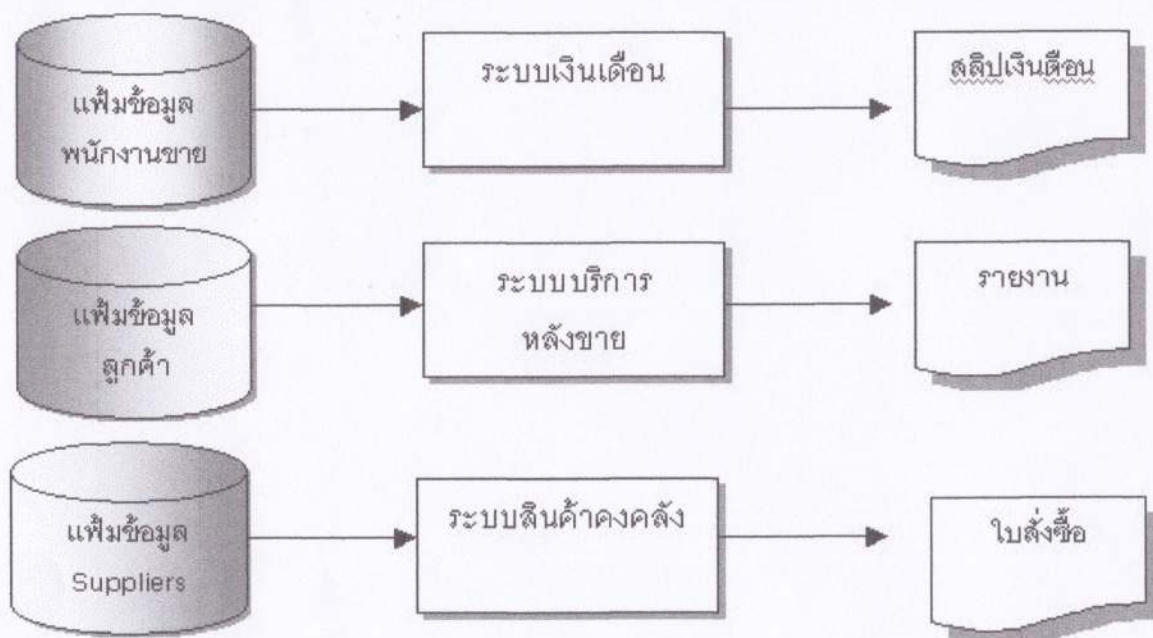 แฟ้มข้อมูล
พนักงานขาย
ระบบเงินเดือน
สลิปเงินดือน
แฟ้มข้อมูล
ลูกค้า
ระบบบริการ
หลังขาย
รายงาน
แฟ้มข้อมูล
Suppliers
ระบบสินค้าคงคลัง
ใบสั่งซื้อ